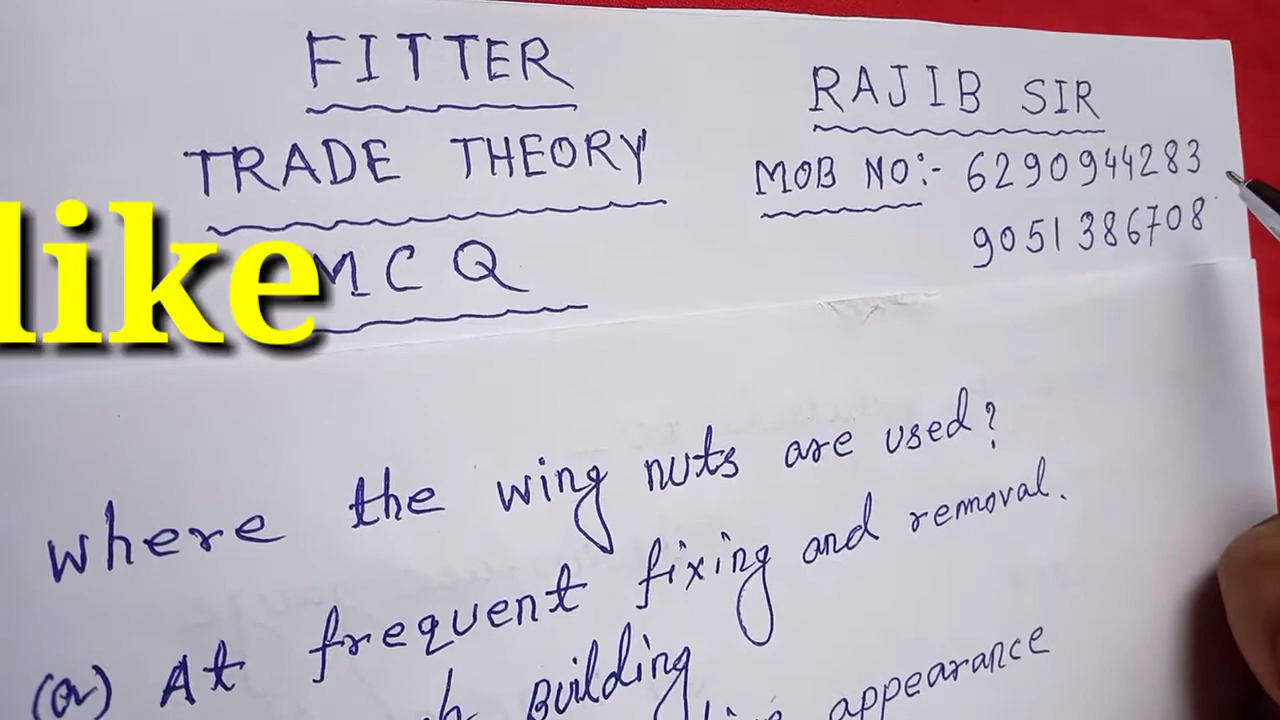 FITTER
TRADE THEORY
MCQ
RAJIB SIR
MOB NO:- 6290944283
9051386708
like
Where the wing nuts are used?
(a) At frequent fixing and removal.
Building
appearance